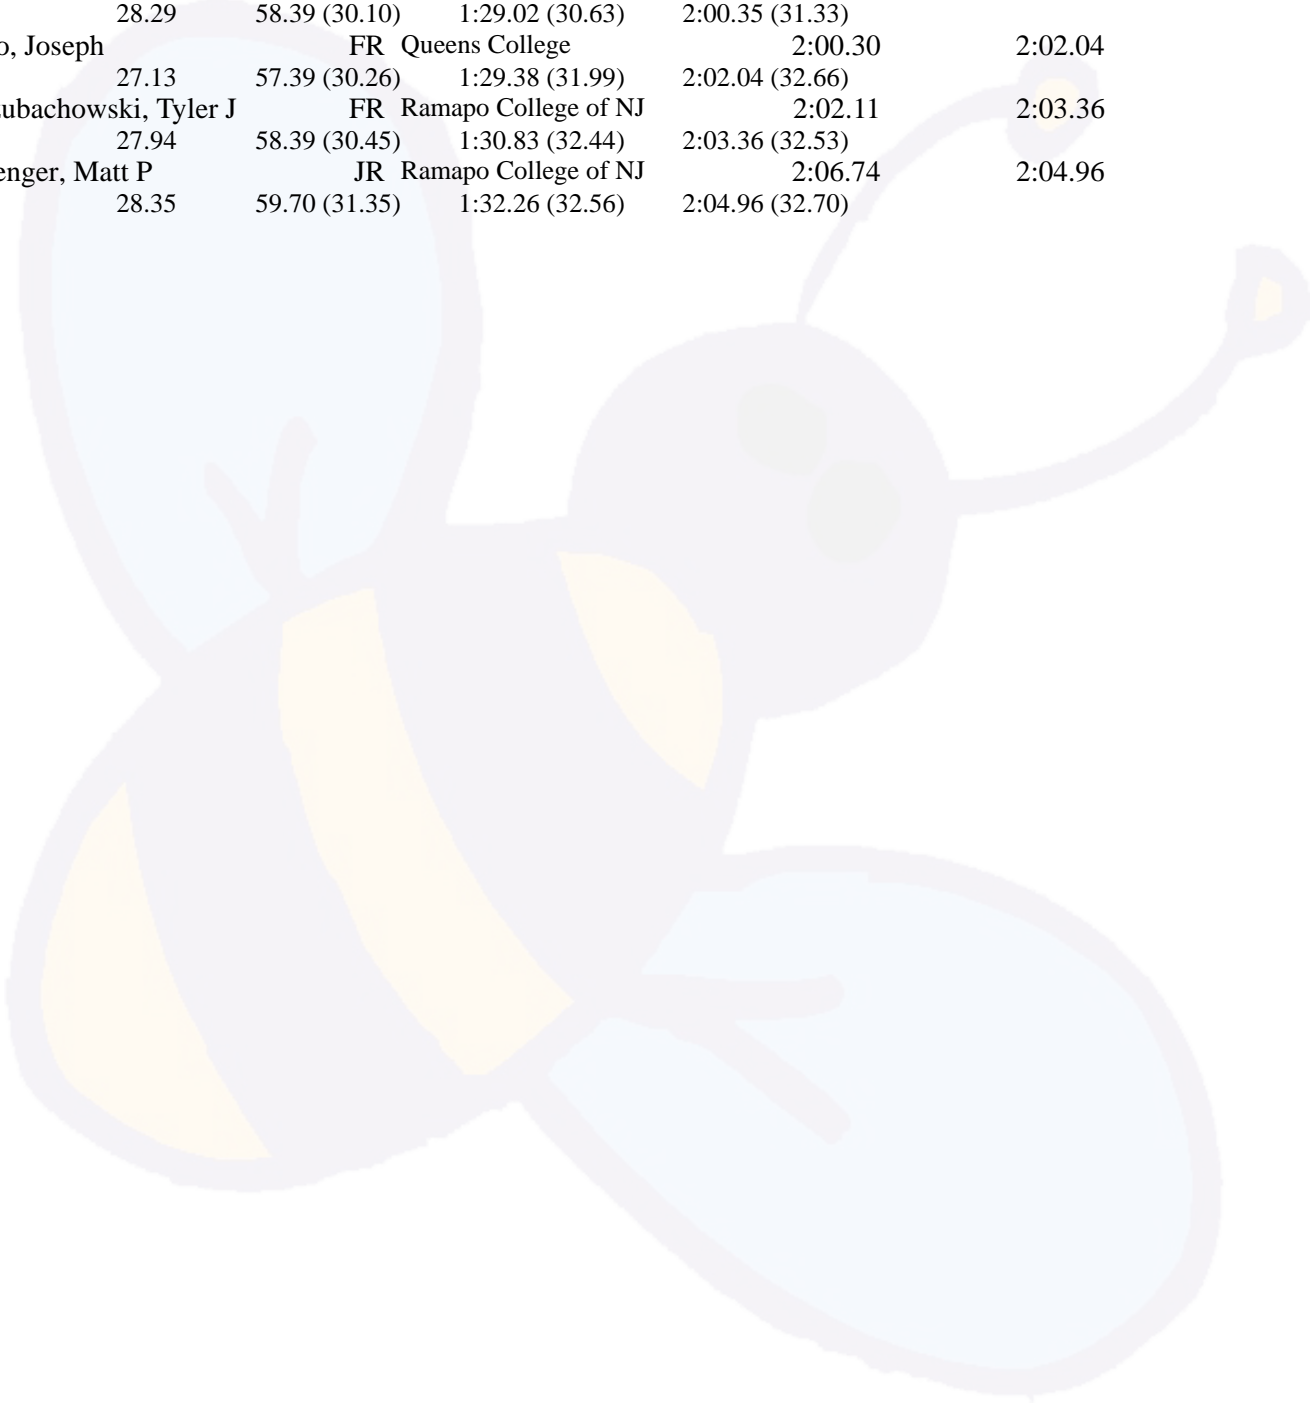 28.29 58.39 (30.10) 1:29.02 (30.63) 2:00.35 (31.33)
o, Joseph FR Queens College 2:00.30 2:02.04
27.13 57.39 (30.26) 1:29.38 (31.99) 2:02.04 (32.66)
ubachowski, Tyler J FR Ramapo College of NJ 2:02.11 2:03.36
27.94 58.39 (30.45) 1:30.83 (32.44) 2:03.36 (32.53)
enger, Matt P JR Ramapo College of NJ 2:06.74 2:04.96
28.35 59.70 (31.35) 1:32.26 (32.56) 2:04.96 (32.70)